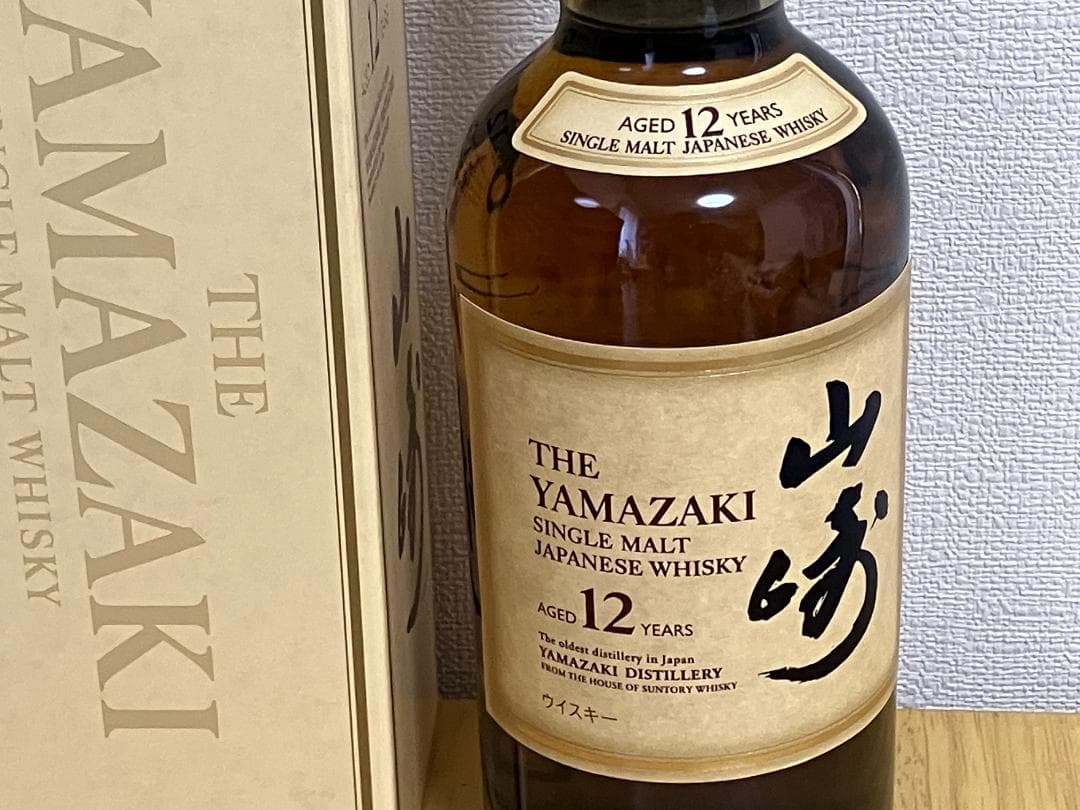 THE
YAMAZAKI
SINGLE MALT WHISKY
12
AGED 12 YEARS
SINGLE MALT JAPANESE WHISKY
THE
YAMAZAKI
SINGLE MALT
JAPANESE WHISKY
AGED 12 YEARS
The oldest distillery in Japan
YAMAZAKI DISTILLERY
FROM THE HOUSE OF SUNTORY WHISKY
ウイスキー
山崎